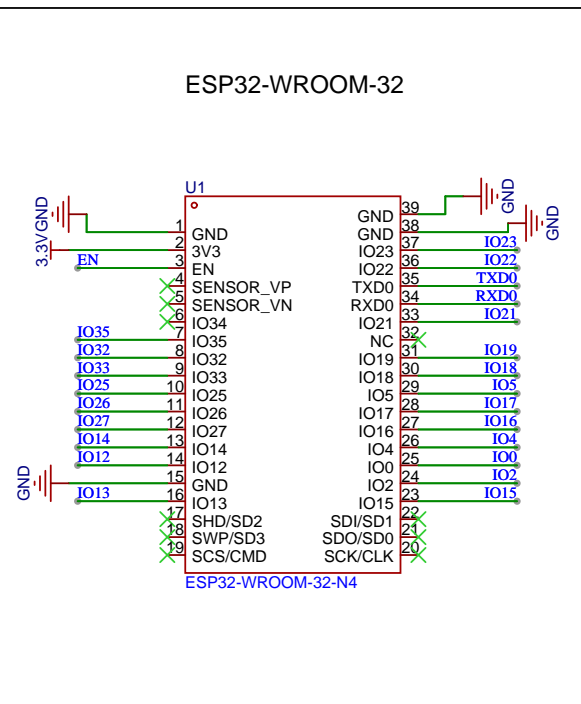 ESP32-WROOM-32
U1
GND
1
GND
3.3V
2
3V3
EN
3
EN
4
SENSOR_VP
5
SENSOR_VN
6
IO34
IO35
7
IO35
IO32
8
IO32
IO33
9
IO33
IO25
10
IO25
IO26
11
IO26
IO27
12
IO27
IO14
13
IO14
IO12
14
IO12
GND
15
GND
IO13
16
IO13
17
SHD/SD2
18
SWP/SD3
19
SCS/CMD
GND
39
GND
GND
38
GND
IO23
37
IO23
IO22
36
IO22
TXD0
35
TXD0
RXD0
34
RXD0
IO21
33
IO21
NC
32
IO19
31
IO19
IO18
30
IO18
IO5
29
IO5
IO17
28
IO17
IO16
27
IO16
IO4
26
IO4
IO0
25
IO0
IO2
24
IO2
IO15
23
IO15
SDI/SD1
22
SDO/SD0
21
SCK/CLK
20
ESP32-WROOM-32-N4